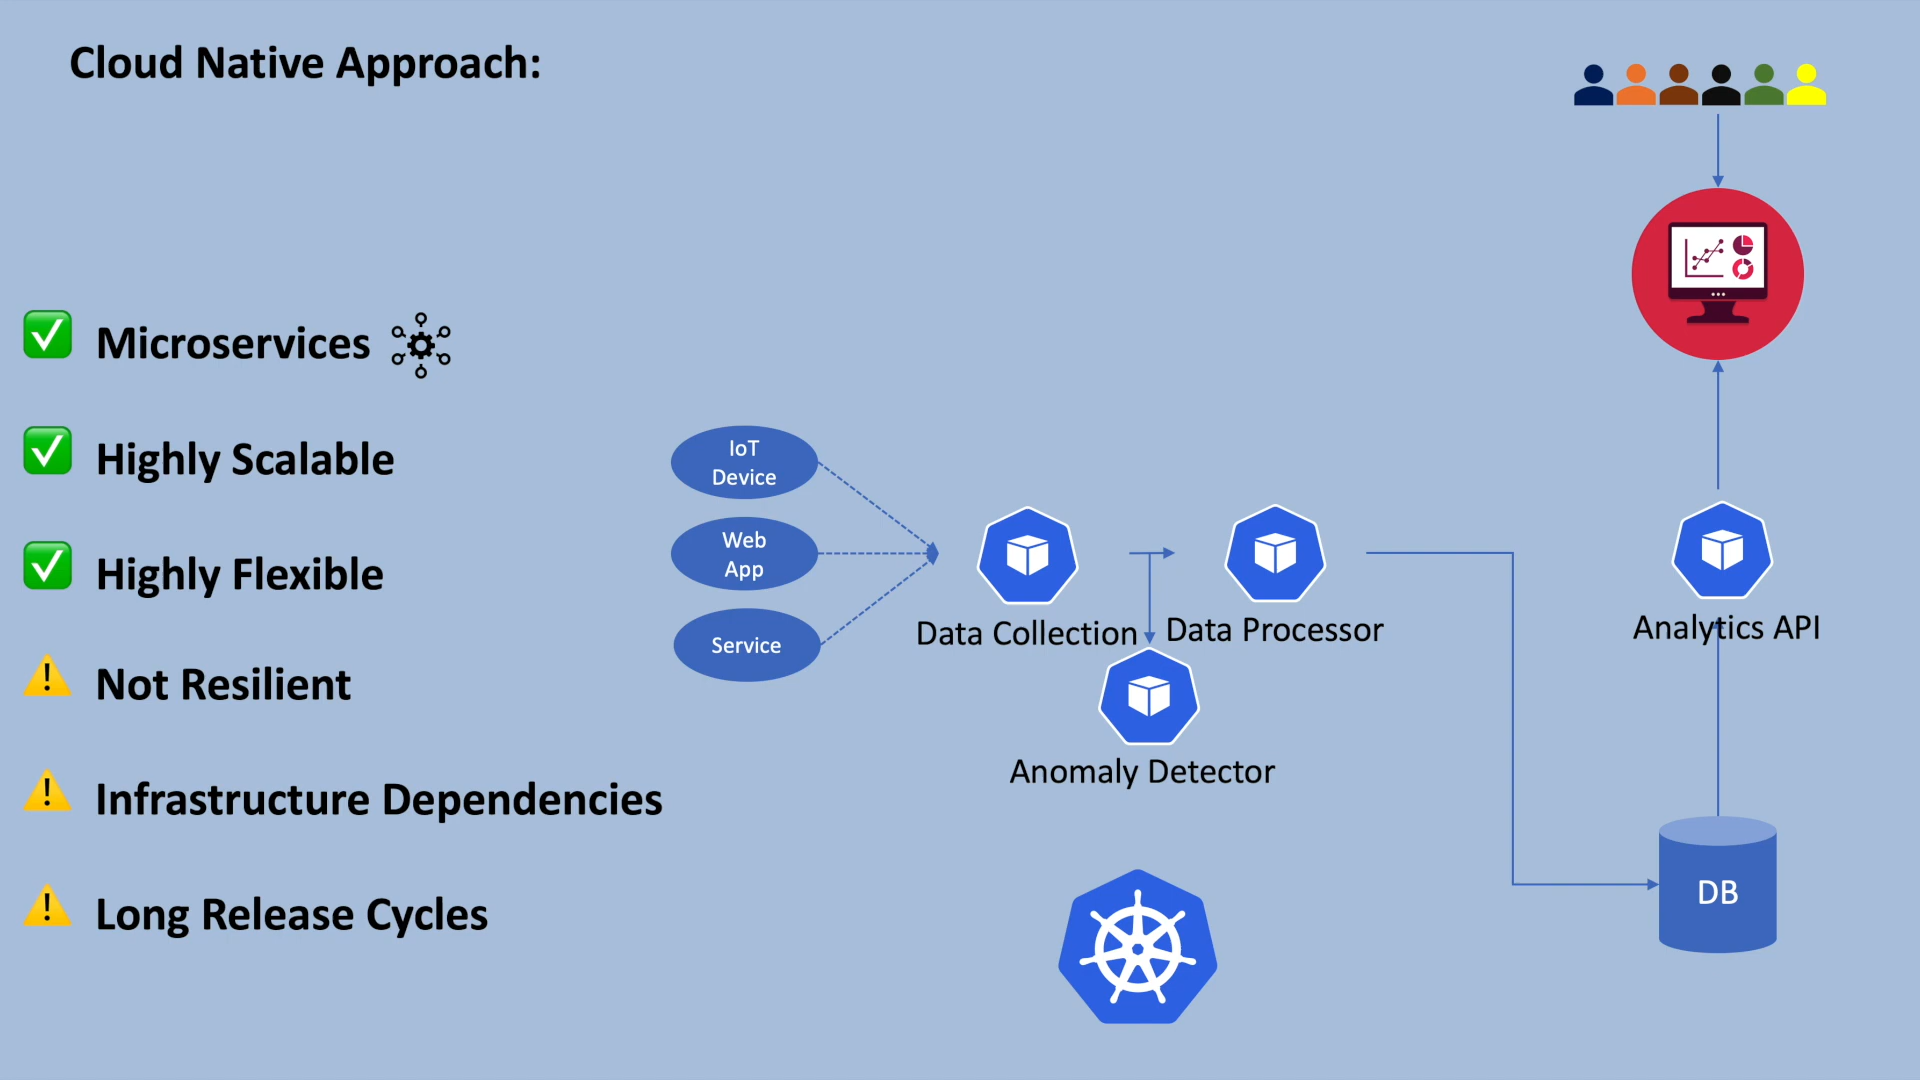 Cloud Native Approach:
Microservices
Highly Scalable
Highly Flexible
Not Resilient
Infrastructure Dependencies
Long Release Cycles
IoT
Device
Web
App
Service
Data Collection
Data Processor
Anomaly Detector
Analytics API
DB